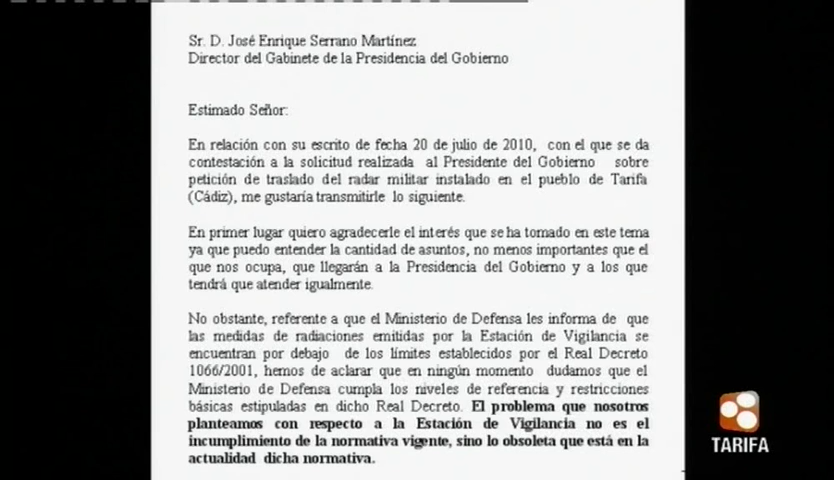 Sr. D. José Enrique Serrano Martínez
Director del Gabinete de la Presidencia del Gobierno
Estimado Señor:
En relación con su escrito de fecha 20 de julio de 2010, con el que se da
contestación a la solicitud realizada al Presidente del Gobierno sobre
petición de traslado del radar militar instalado en el pueblo de Tarifa
(Cádiz), me gustaría transmitirle lo siguiente.
En primer lugar quiero agradecerle el interés que se ha tomado en este tema
ya que puedo entender la cantidad de asuntos, no menos importantes que el
que nos ocupa, que llegarán a la Presidencia del Gobierno y a los que
tendrá que atender igualmente.
No obstante, referente a que el Ministerio de Defensa les informa de que
las medidas de radiaciones emitidas por la Estación de Vigilancia se
encuentran por debajo de los límites establecidos por el Real Decreto
1066/2001, hemos de aclarar que en ningún momento dudamos que el
Ministerio de Defensa cumpla los niveles de referencia y restricciones
básicas estipuladas en dicho Real Decreto. El problema que nosotros
planteamos con respecto a la Estación de Vigilancia no es el
incumplimiento de la normativa vigente, sino lo obsoleta que está en la
actualidad dicha normativa.
TARIFA